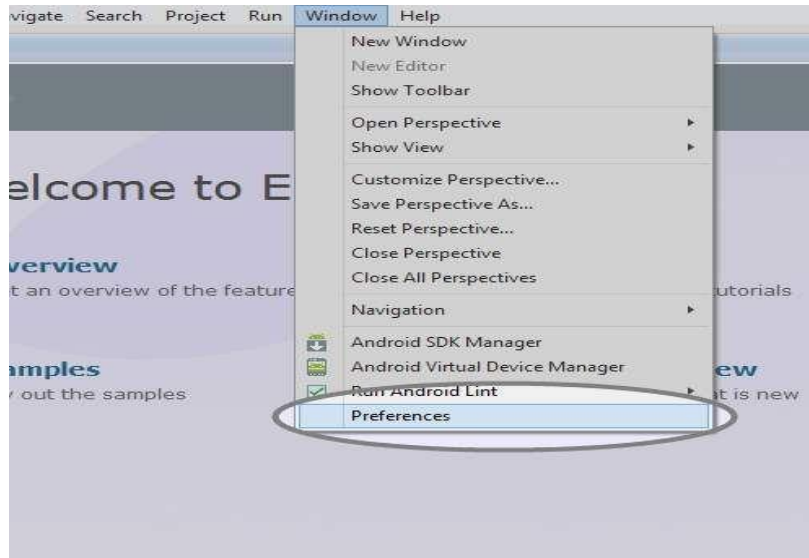 vigate Search Project Run Window Help
New Window
New Editor
Show Toolbar
Open Perspective
Show View
Customize Perspective...
Save Perspective As...
Reset Perspective...
Close Perspective
Close All Perspectives
Navigation
Android SDK Manager
Android Virtual Device Manager
Run Android Lint
Preferences
elcome to E
verview
t an overview of the feature
utorials
amples
y out the samples
ew
at is new